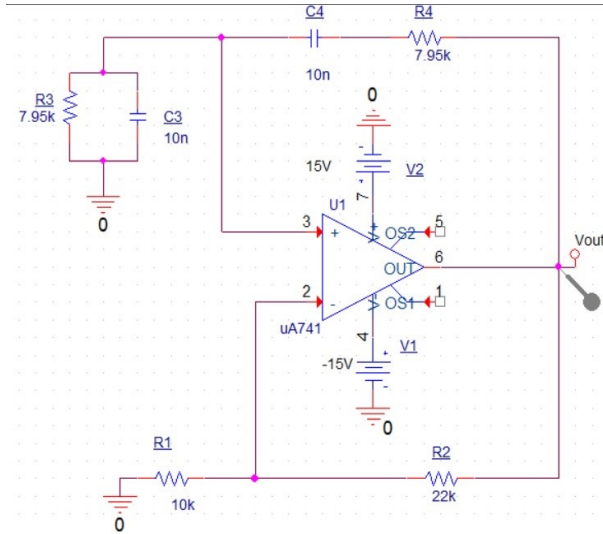 C4
R4
10n
7.95k
R3
7.95k
C3
10n
0
0
15V
V2
7
U1
3
+
OS2
5
OUT
6
Vout
2
-
OS1
1
uA741
4
V1
-15V
0
R1
10k
R2
22k
0